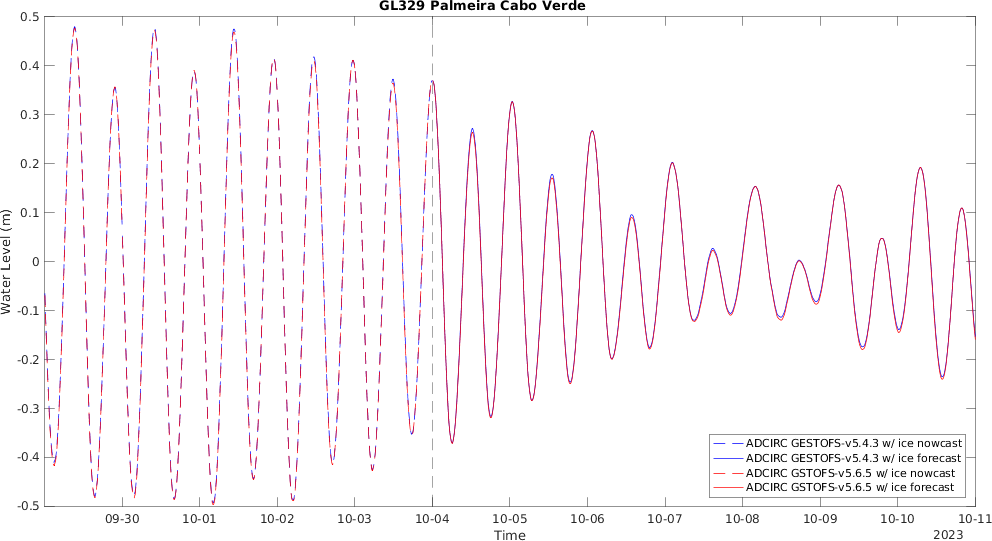 GL329 Palmeira Cabo Verde
0.5
0.4
0.3
0.2
0.1
0
-0.1
-0.2
-0.3
-0.4
-0.5
Water Level (m)
ADCIRC GESTOFS-v5.4.3 w/ ice nowcast
ADCIRC GESTOFS-v5.4.3 w/ ice forecast
ADCIRC GSTOFS-v5.6.5 w/ ice nowcast
ADCIRC GSTOFS-v5.6.5 w/ ice forecast
09-30 10-01 10-02 10-03 10-04 10-05 10-06 10-07 10-08 10-09 10-10 10-11
Time
2023